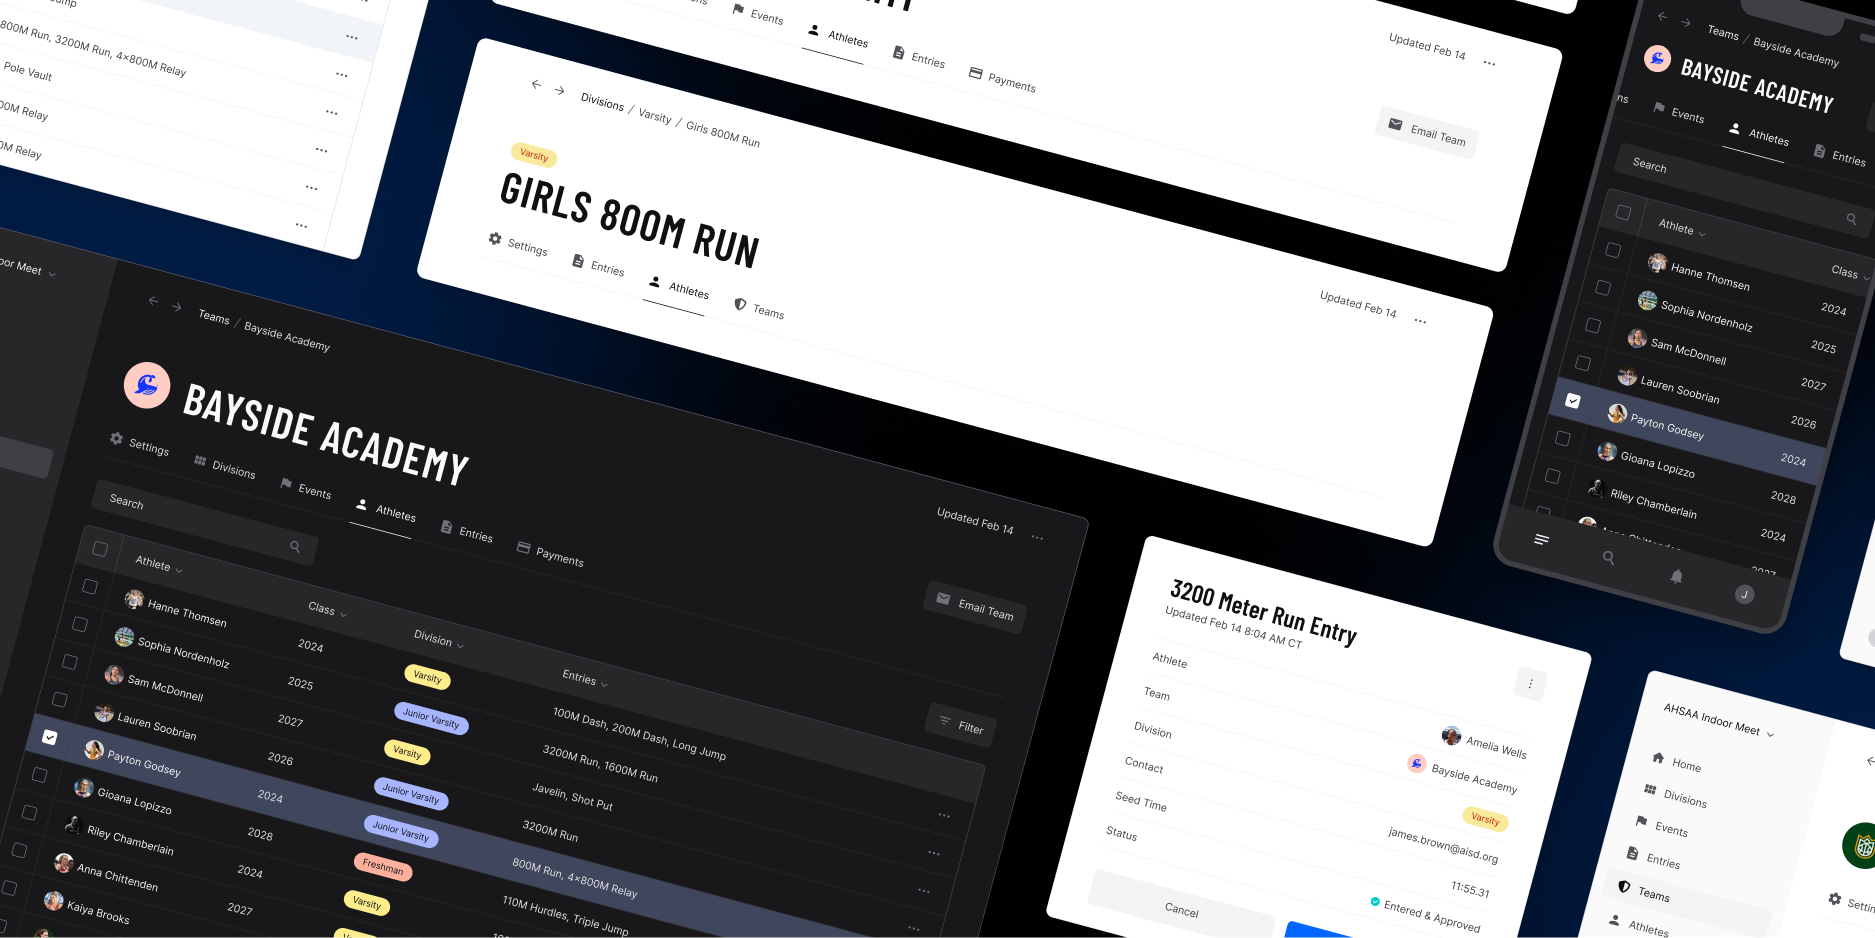 800M Run, 3200M Run, 4×800M Relay
Pole Vault
Relay
Relay
Events
Athletes
Entries
Payments
Updated Feb 14
Email Team
Divisions / Varsity / Girls 800M Run
Varsity
GIRLS 800M RUN
Settings
Entries
Athletes
Teams
Updated Feb 14
Teams / Bayside Academy
BAYSIDE ACADEMY
Events
Athletes
Entries
Search
Athlete
Class
Hanne Thomsen 2024
Sophia Nordenholz 2025
Sam McDonnell 2027
Lauren Soobrian 2026
Payton Godsey 2024
Gioana Lopizzo 2028
Riley Chamberlain 2024
J
Meet
Teams / Bayside Academy
BAYSIDE ACADEMY
Settings
Divisions
Events
Athletes
Entries
Payments
Updated Feb 14
Email Team
Search
Filter
Athlete Class Division Entries
Hanne Thomsen 2024 Varsity 100M Dash, 200M Dash, Long Jump
Sophia Nordenholz 2025 Junior Varsity 3200M Run, 1600M Run
Sam McDonnell 2027 Varsity Javelin, Shot Put
Lauren Soobrian 2026 Junior Varsity 3200M Run
Payton Godsey 2024 Junior Varsity 800M Run, 4×800M Relay
Gioana Lopizzo 2028 Freshman 110M Hurdles, Triple Jump
Riley Chamberlain 2024 Varsity
Anna Chittenden 2027
Kaiya Brooks
3200 Meter Run Entry
Updated Feb 14 8:04 AM CT
Athlete Amelia Wells
Team Bayside Academy
Division Varsity
Contact james.brown@aisd.org
Seed Time 11:55.31
Status Entered & Approved
Cancel
AHSAA Indoor Meet
Home
Divisions
Events
Entries
Teams
Athletes